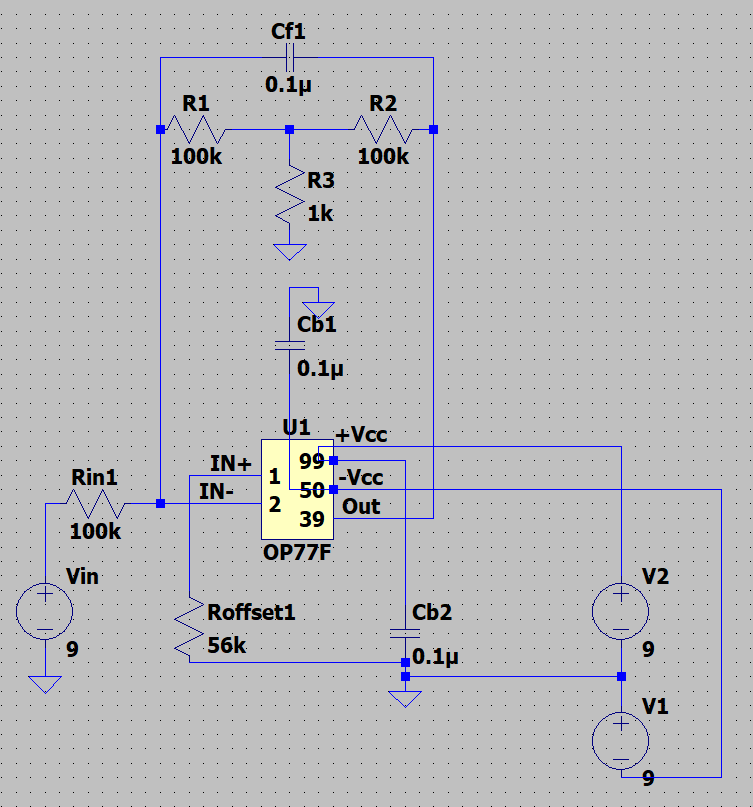 Cf1
0.1µ
R1
R2
100k
100k
R3
1k
Cb1
0.1µ
U1
+Vcc
IN+
99
Rin1
1
-Vcc
IN-
50
2
Out
39
100k
OP77F
Vin
V2
Roffset1
Cb2
56k
9
9
0.1µ
V1
9